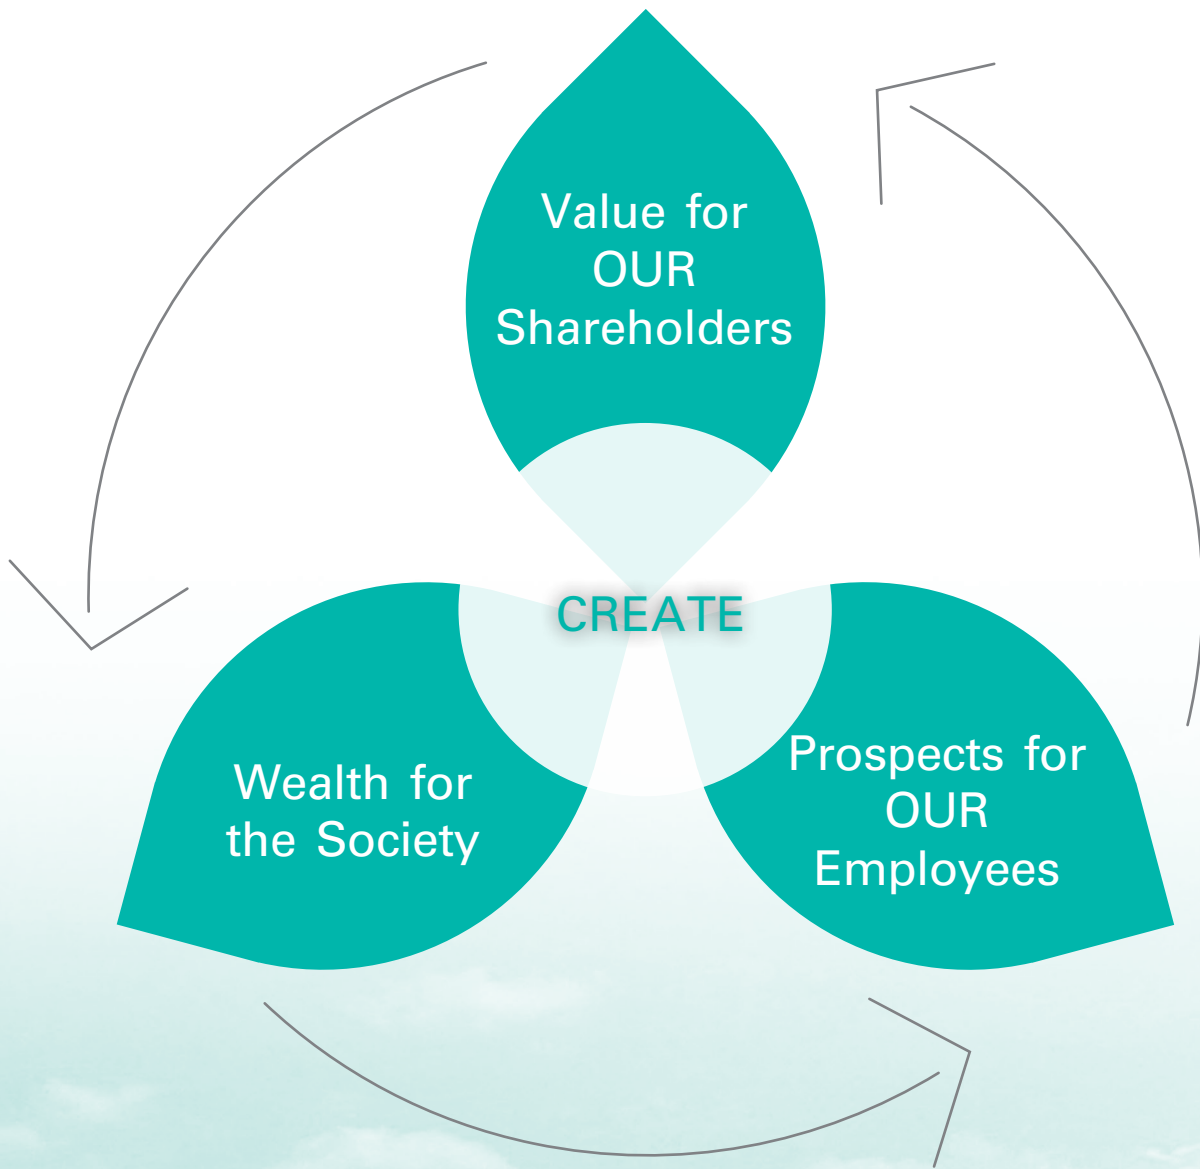 Value for
OUR
Shareholders
CREATE
Wealth for
the Society
Prospects for
OUR
Employees